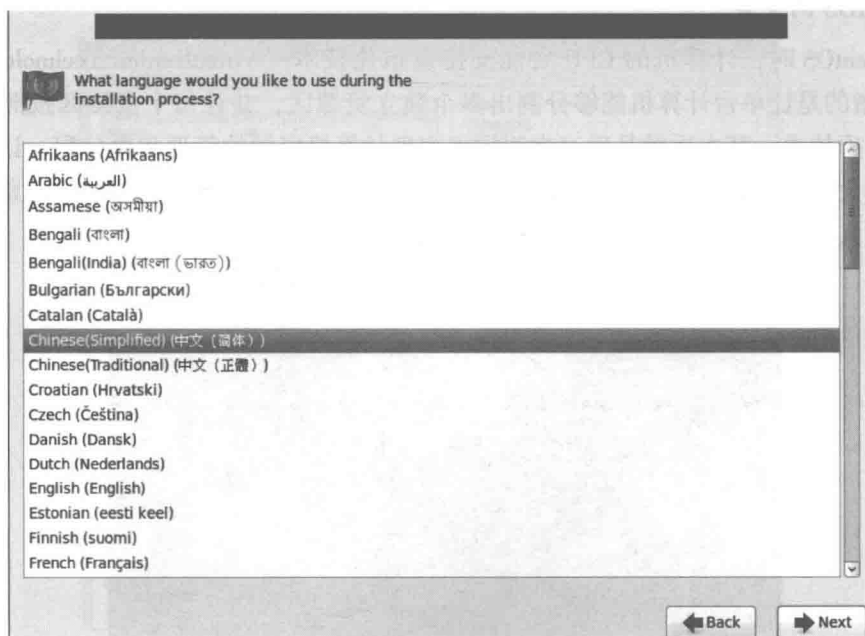 What language would you like to use during the
installation process?
Afrikaans (Afrikaans)
Arabic (العربية)
Assamese (অসমীয়া)
Bengali (বাংলা)
Bengali(India) (বাংলা (ভারত))
Bulgarian (Български)
Catalan (Català)
Chinese(Simplified) (中文（简体）)
Chinese(Traditional) (中文（正體）)
Croatian (Hrvatski)
Czech (Čeština)
Danish (Dansk)
Dutch (Nederlands)
English (English)
Estonian (eesti keel)
Finnish (suomi)
French (Français)
Back
Next